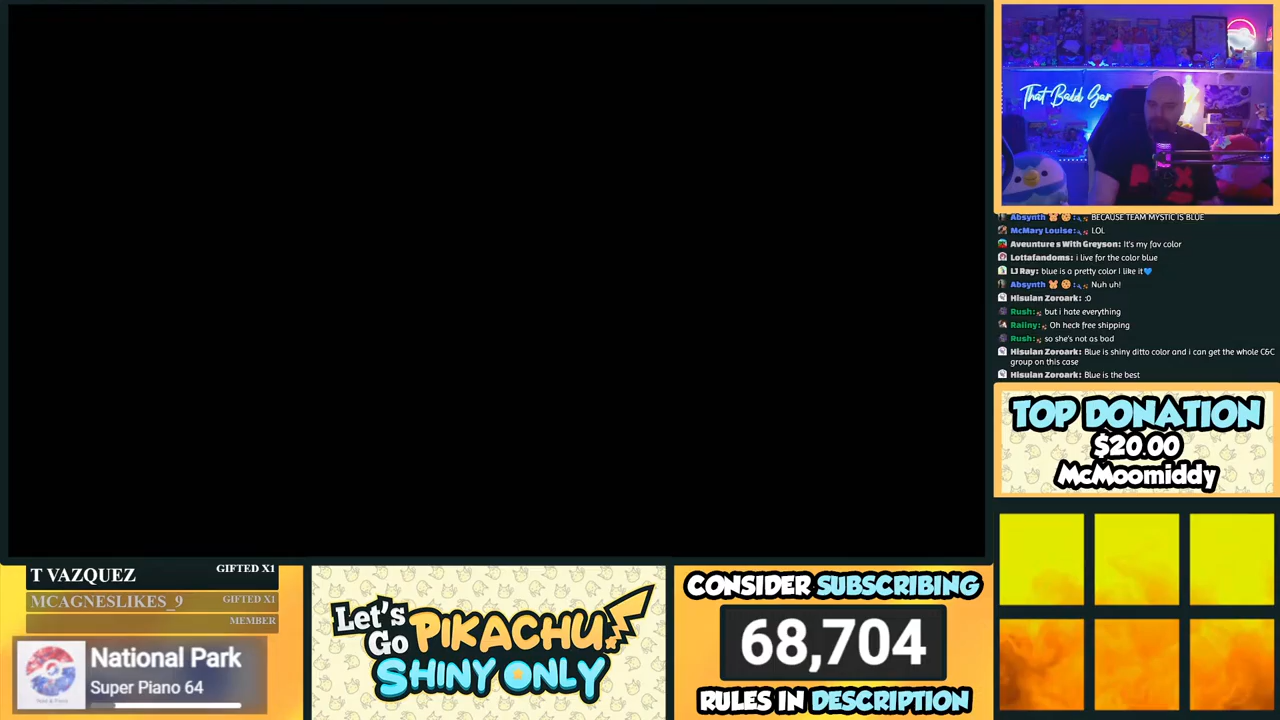 That Bald Gar
Absynth : BECAUSE TEAM MYSTIC IS BLUE
McMary Louise: LOL
Aveunture s With Greyson: It's my fav color
Lottafandoms: i live for the color blue
LJ Ray: blue is a pretty color I like it💙
Absynth : Nuh uh!
Hisuian Zoroark: :0
Rush: but i hate everything
Raliny: Oh heck free shipping
Rush: so she's not as bad
Hisuian Zoroark: Blue is shiny ditto color and i can get the whole C&C
group on this case
Hisuian Zoroark: Blue is the best
TOP DONATION
$20.00
McMoomiddy
T VAZQUEZ GIFTED X1
MCAGNESLIKES_9 GIFTED X1
MEMBER
National Park
Super Piano 64
Let's
Go PIKACHU
SHINY ONLY
CONSIDER SUBSCRIBING
68,704
RULES IN DESCRIPTION